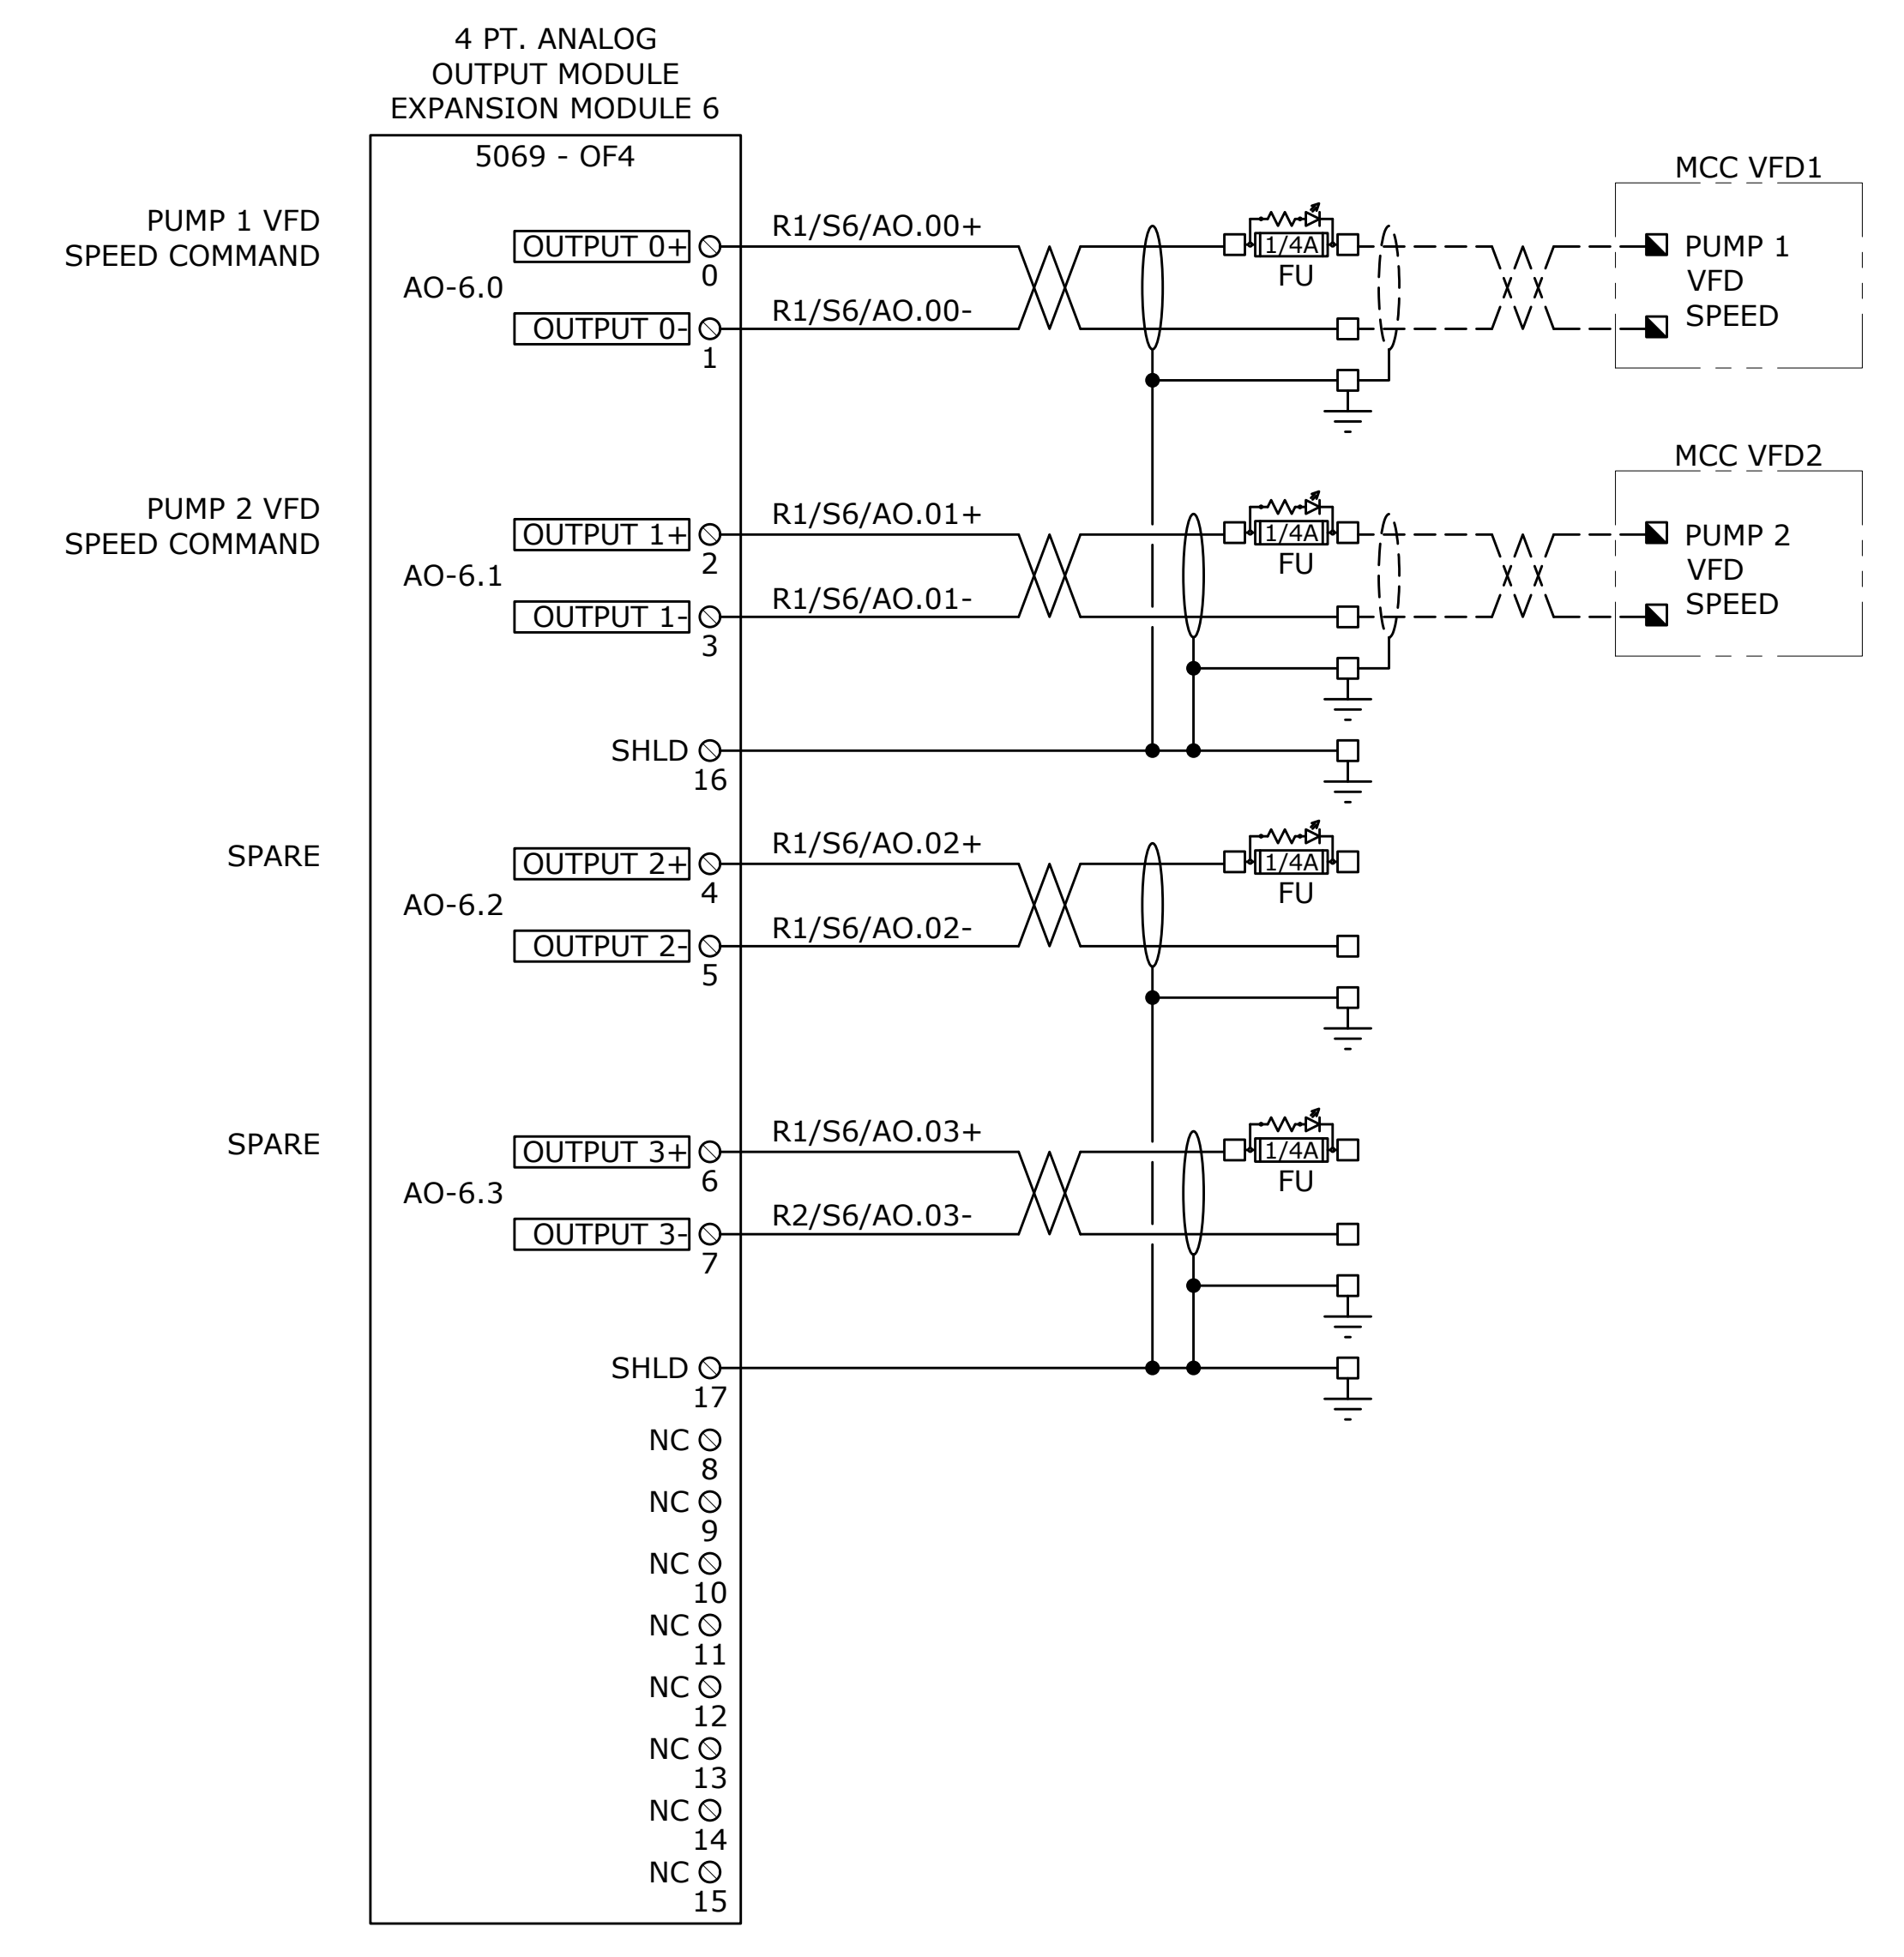 4 PT. ANALOG
OUTPUT MODULE
EXPANSION MODULE 6
5069 - OF4
PUMP 1 VFD
SPEED COMMAND
AO-6.0
OUTPUT 0+
0
OUTPUT 0-
1
R1/S6/AO.00+
R1/S6/AO.00-
1/4A
FU
MCC VFD1
PUMP 1
VFD
SPEED
PUMP 2 VFD
SPEED COMMAND
AO-6.1
OUTPUT 1+
2
OUTPUT 1-
3
R1/S6/AO.01+
R1/S6/AO.01-
1/4A
FU
MCC VFD2
PUMP 2
VFD
SPEED
SHLD
16
SPARE
AO-6.2
OUTPUT 2+
4
OUTPUT 2-
5
R1/S6/AO.02+
R1/S6/AO.02-
1/4A
FU
SPARE
AO-6.3
OUTPUT 3+
6
OUTPUT 3-
7
R1/S6/AO.03+
R2/S6/AO.03-
1/4A
FU
SHLD
17
NC
8
NC
9
NC
10
NC
11
NC
12
NC
13
NC
14
NC
15